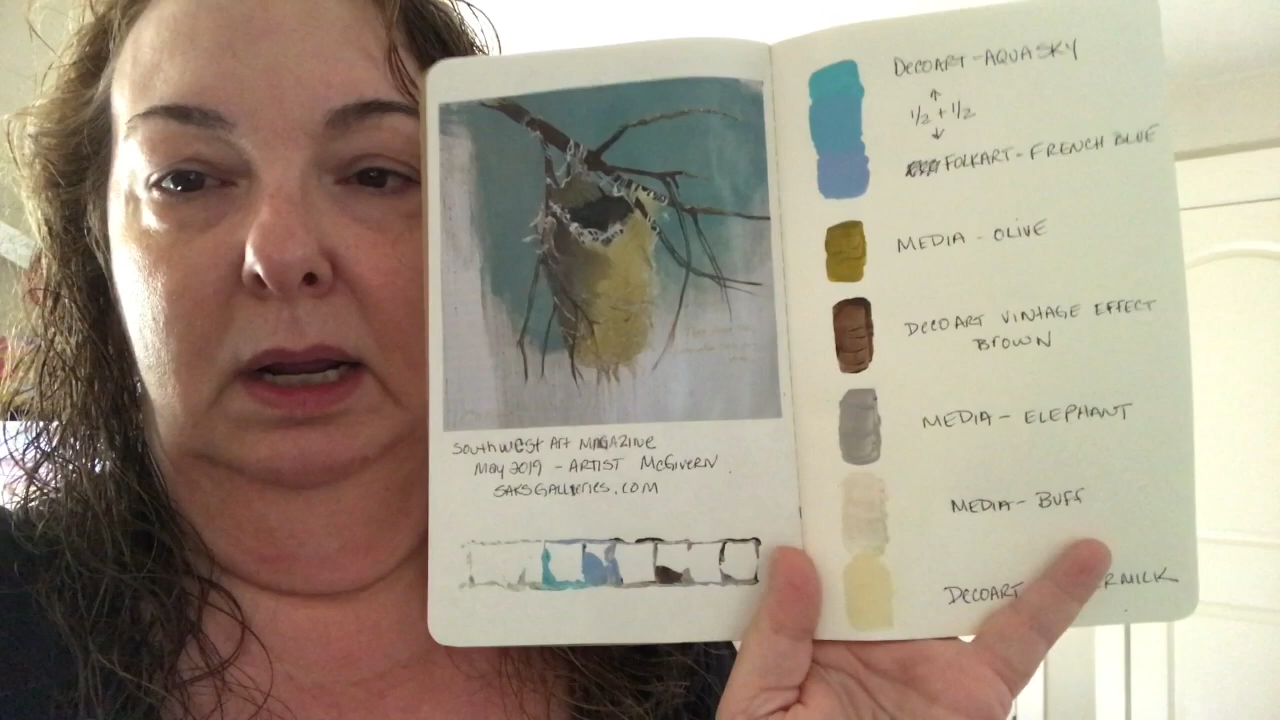 Southwest Art Magazine
May 2019 - Artist McGivern.
SAKSGALLERIES.COM
DecoArt - Aqua Sky
1/2 + 1/2
FolkArt - French Blue
Media - Olive
DecoArt Vintage Effect
Brown
Media - Elephant
Media - Buff
DecoArt